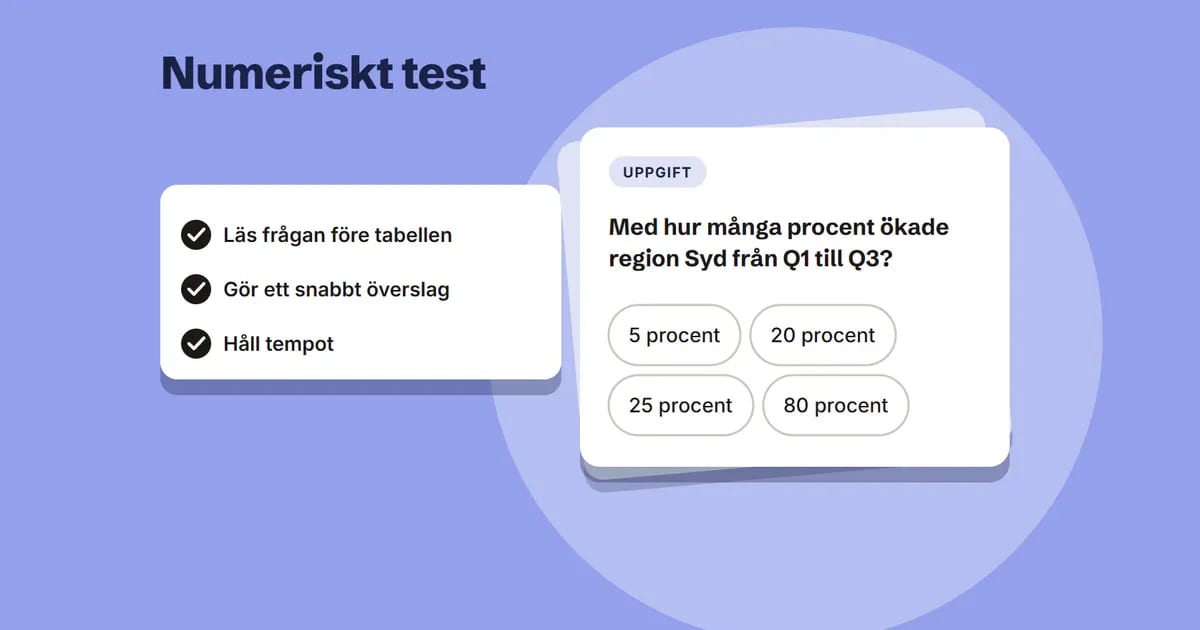 Numeriskt test
Läs frågan före tabellen
Gör ett snabbt överslag
Håll tempot
UPPGIFT
Med hur många procent ökade
region Syd från Q1 till Q3?
5 procent
20 procent
25 procent
80 procent